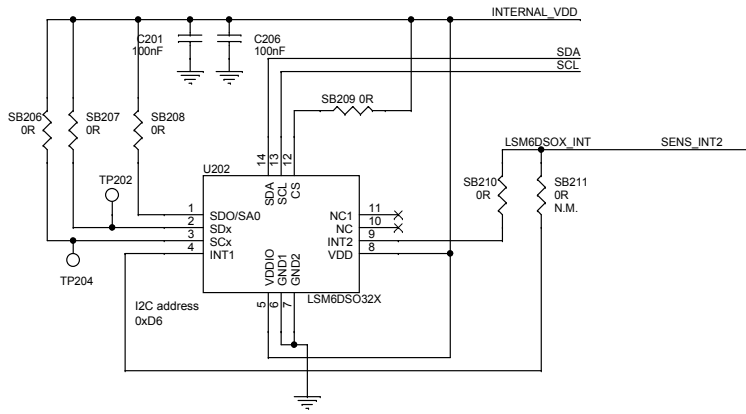 INTERNAL_VDD
C201
100nF
C206
100nF
SDA
SCL
SB206
0R
SB207
0R
SB208
0R
SB209 0R
LSM6DSOX_INT
SENS_INT2
14
13
12
U202
SDA
SCL
CS
SB210
0R
SB211
0R
N.M.
TP202
1
SDO/SA0
2
SDx
3
SCx
4
INT1
NC1
11
NC
10
INT2
9
VDD
8
TP204
VDDIO
GND1
GND2
5
6
7
LSM6DSO32X
I2C address
0xD6